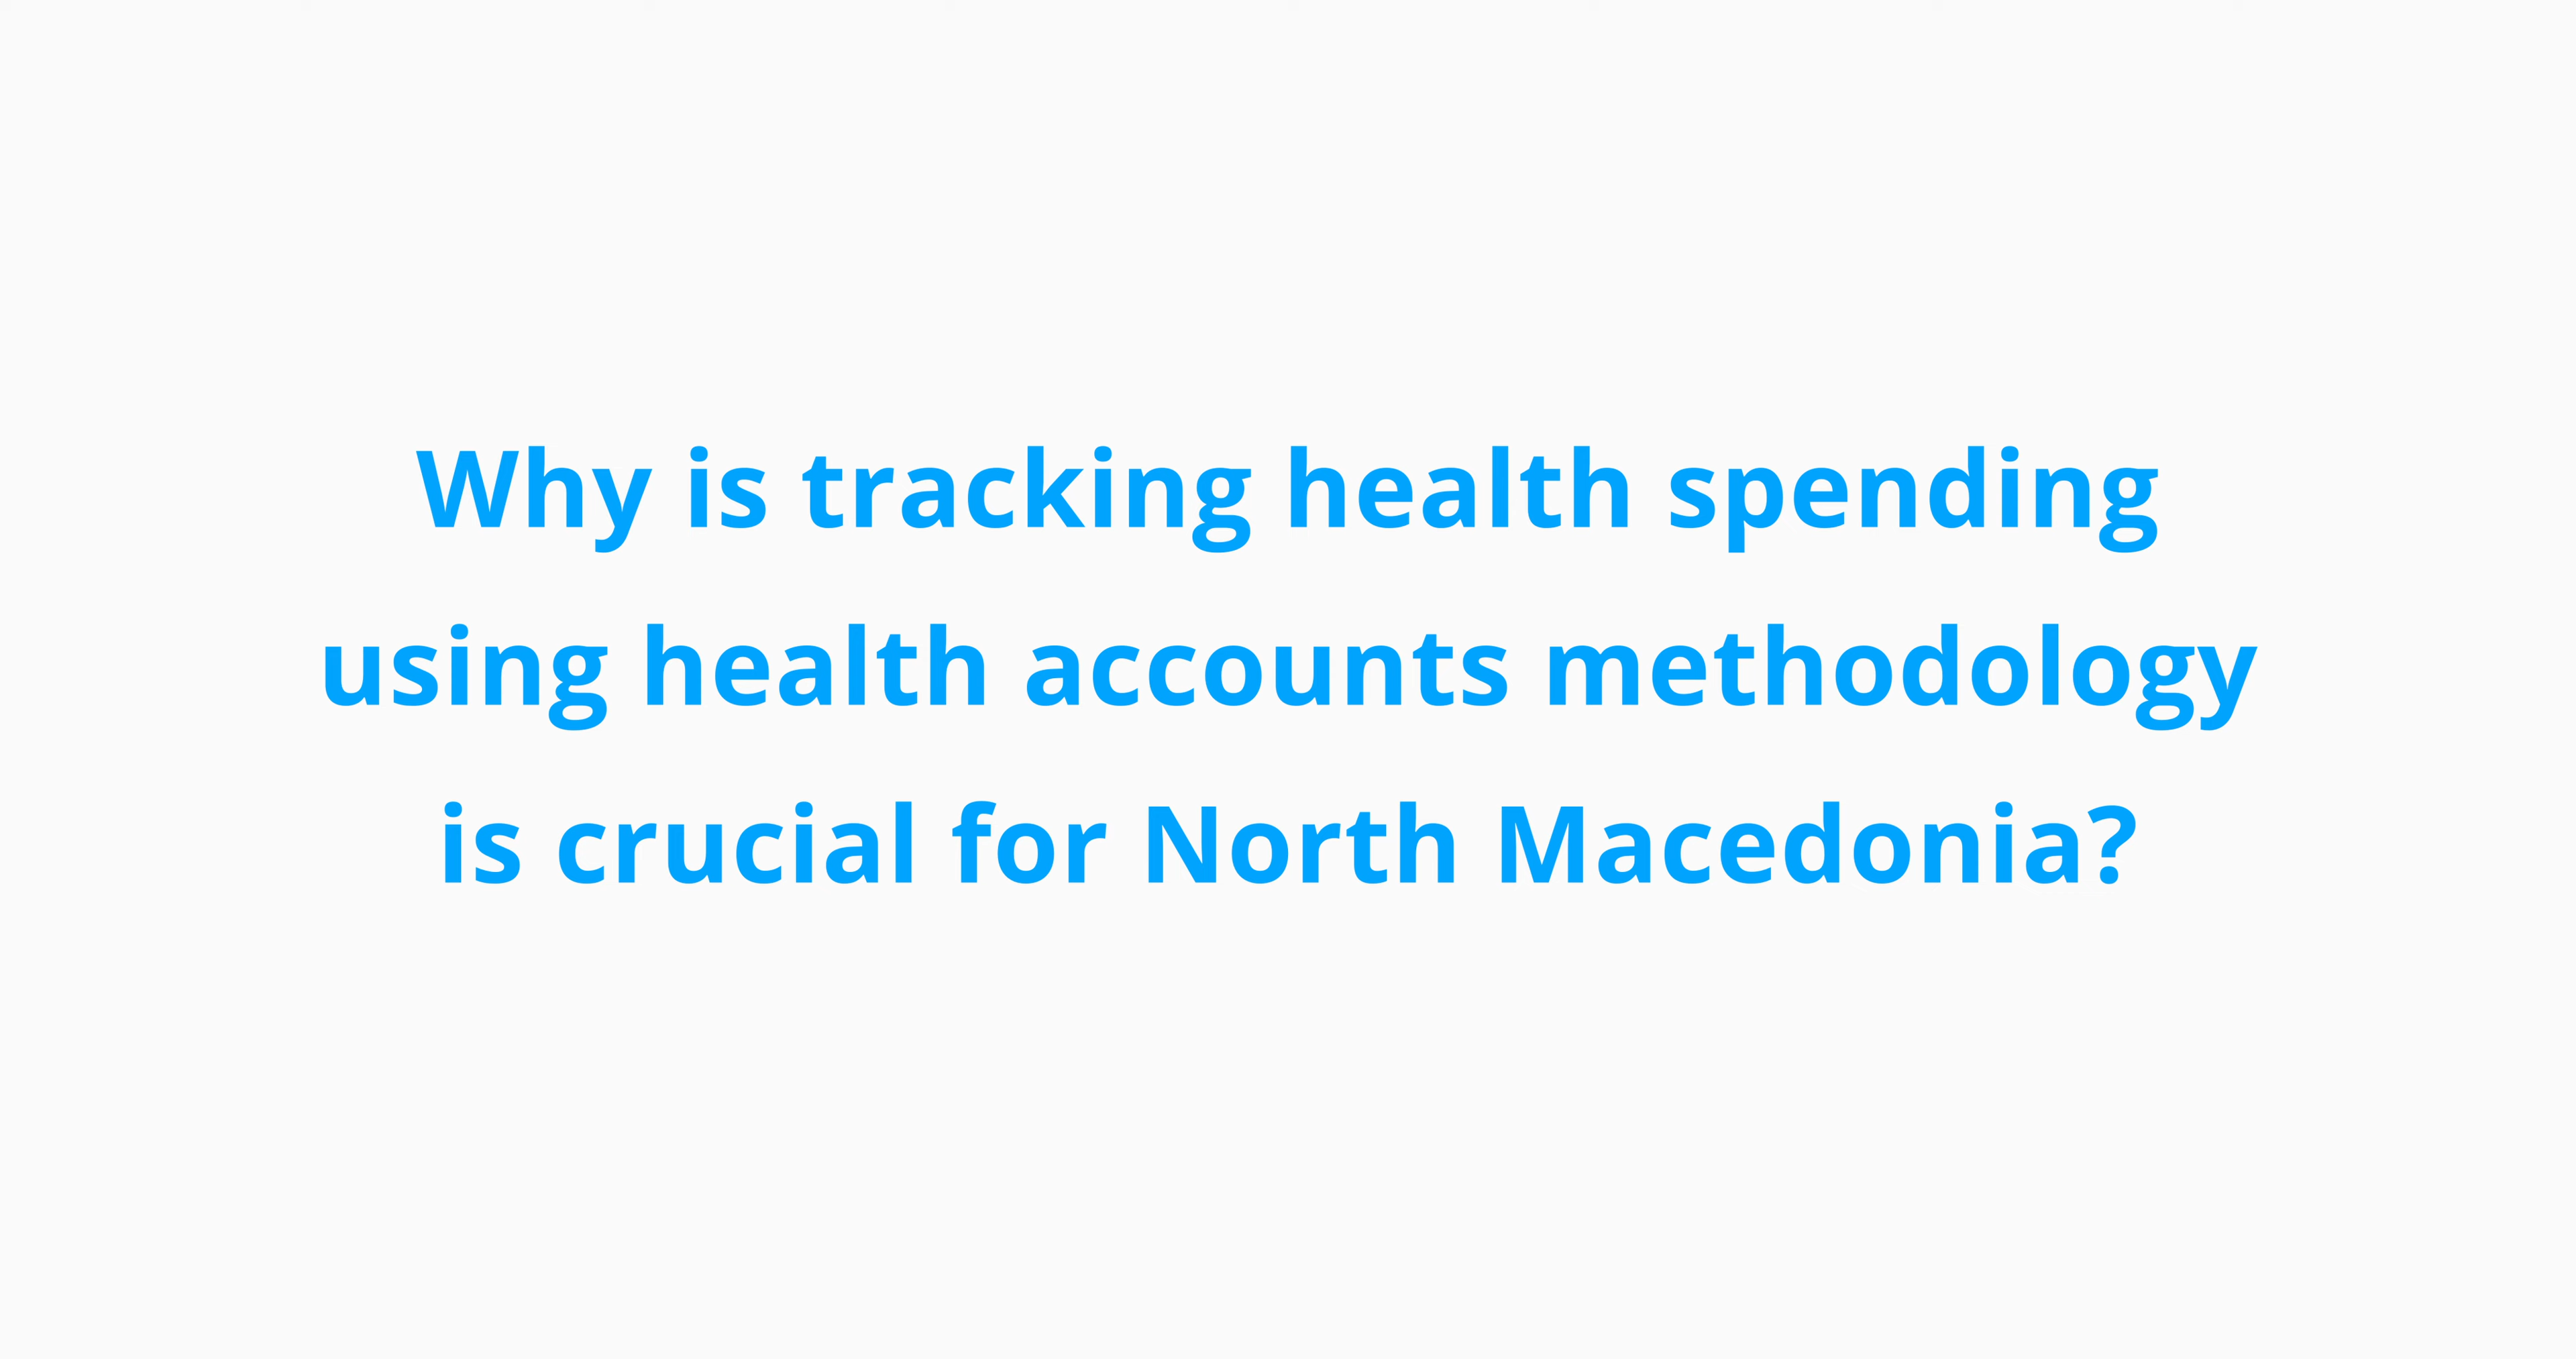 Why is tracking health spending
using health accounts methodology
is crucial for North Macedonia?